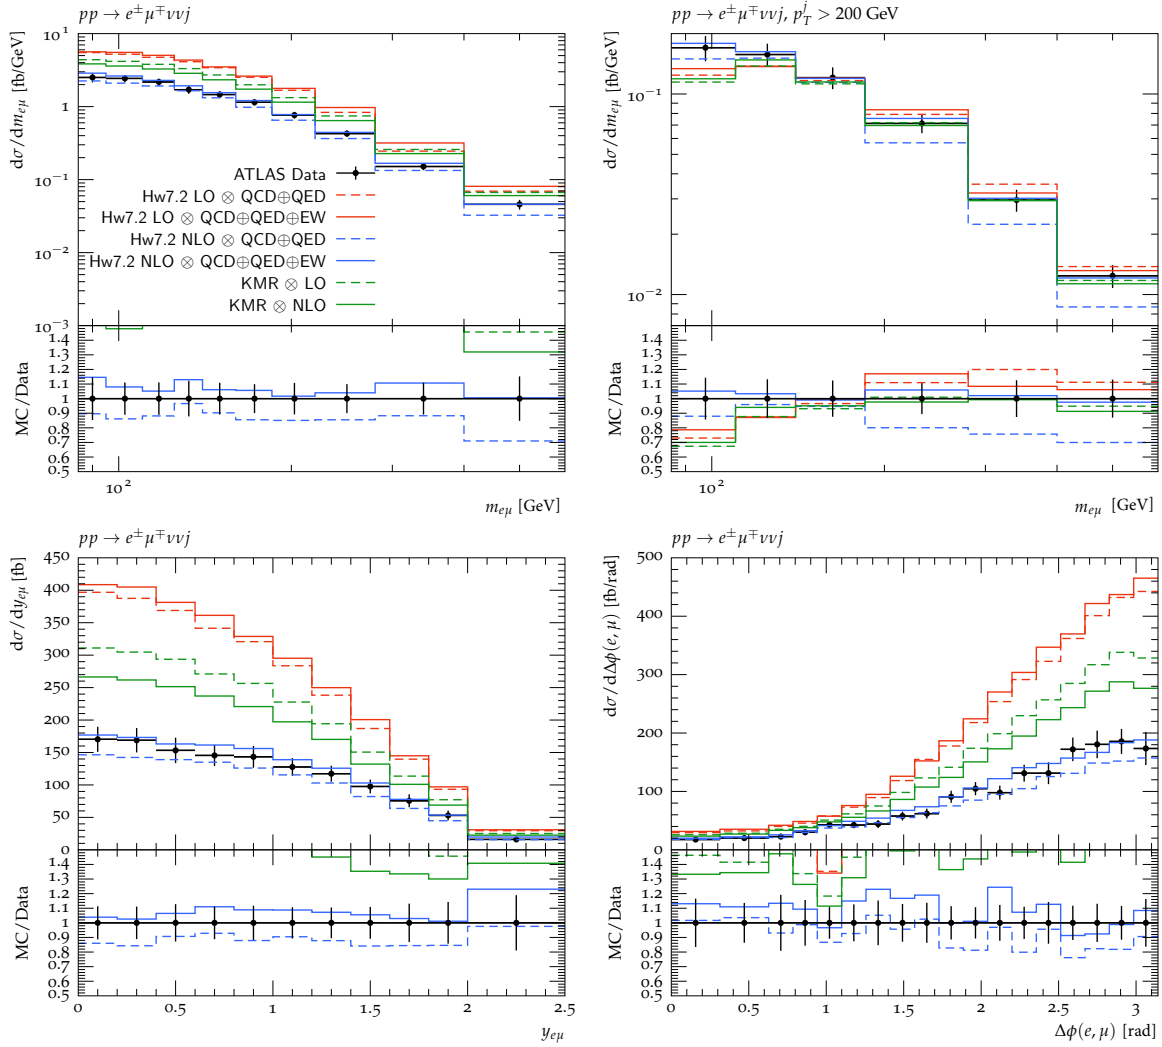 pp → e±μ∓ννj
dσ/dm_eμ [fb/GeV]
10¹
1
10⁻¹
10⁻²
10⁻³
ATLAS Data
Hw7.2 LO ⊗ QCD⊕QED
Hw7.2 LO ⊗ QCD⊕QED⊕EW
Hw7.2 NLO ⊗ QCD⊕QED
Hw7.2 NLO ⊗ QCD⊕QED⊕EW
KMR ⊗ LO
KMR ⊗ NLO
MC/Data
1.4
1.3
1.2
1.1
1
0.9
0.8
0.7
0.6
0.5
10²
m_eμ [GeV]
pp → e±μ∓ννj, p_T^j > 200 GeV
dσ/dm_eμ [fb/GeV]
10⁻¹
10⁻²
MC/Data
1.4
1.3
1.2
1.1
1
0.9
0.8
0.7
0.6
0.5
10²
m_eμ [GeV]
pp → e±μ∓ννj
dσ/dy_eμ [fb]
450
400
350
300
250
200
150
100
50
0
MC/Data
1.4
1.3
1.2
1.1
1
0.9
0.8
0.7
0.6
0.5
0 0.5 1 1.5 2 2.5
y_eμ
pp → e±μ∓ννj
dσ/dΔϕ(e, μ) [fb/rad]
500
400
300
200
100
0
MC/Data
1.4
1.3
1.2
1.1
1
0.9
0.8
0.7
0.6
0.5
0 0.5 1 1.5 2 2.5 3
Δϕ(e, μ) [rad]